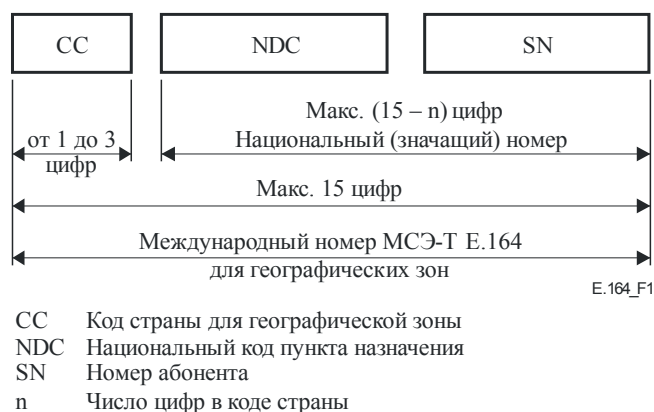 CC NDC SN
Макс. (15 – n) цифр
от 1 до 3 Национальный (значащий) номер
цифр
Макс. 15 цифр
Международный номер МСЭ-Т Е.164
для географических зон
E.164_F1
CC Код страны для географической зоны
NDC Национальный код пункта назначения
SN Номер абонента
n Число цифр в коде страны